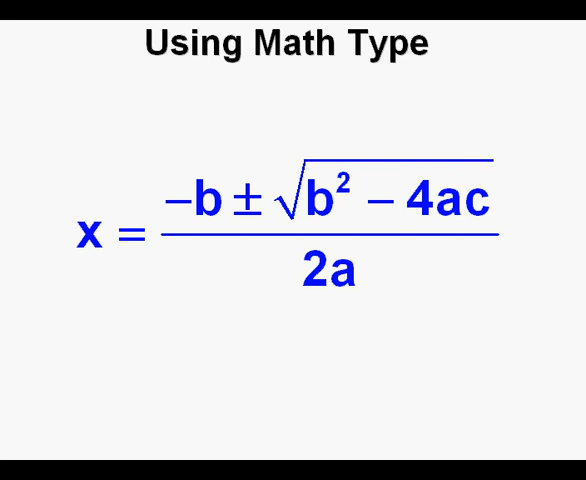 Using Math Type
x = −b ± √b² − 4ac
2a